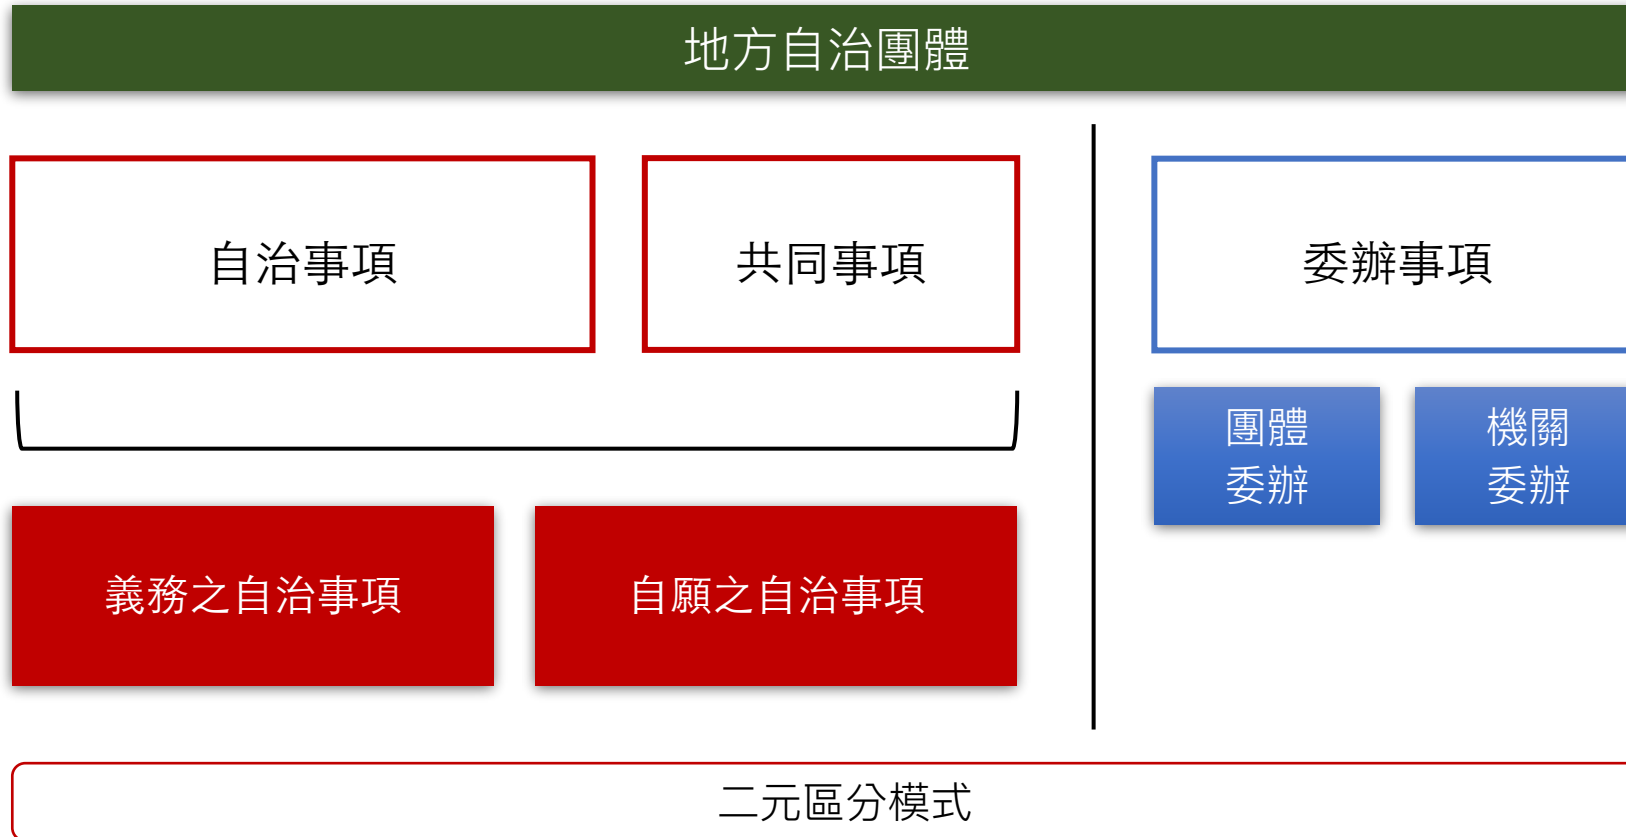 地方自治團體
自治事項
共同事項
委辦事項
團體
委辦
機關
委辦
義務之自治事項
自願之自治事項
二元區分模式